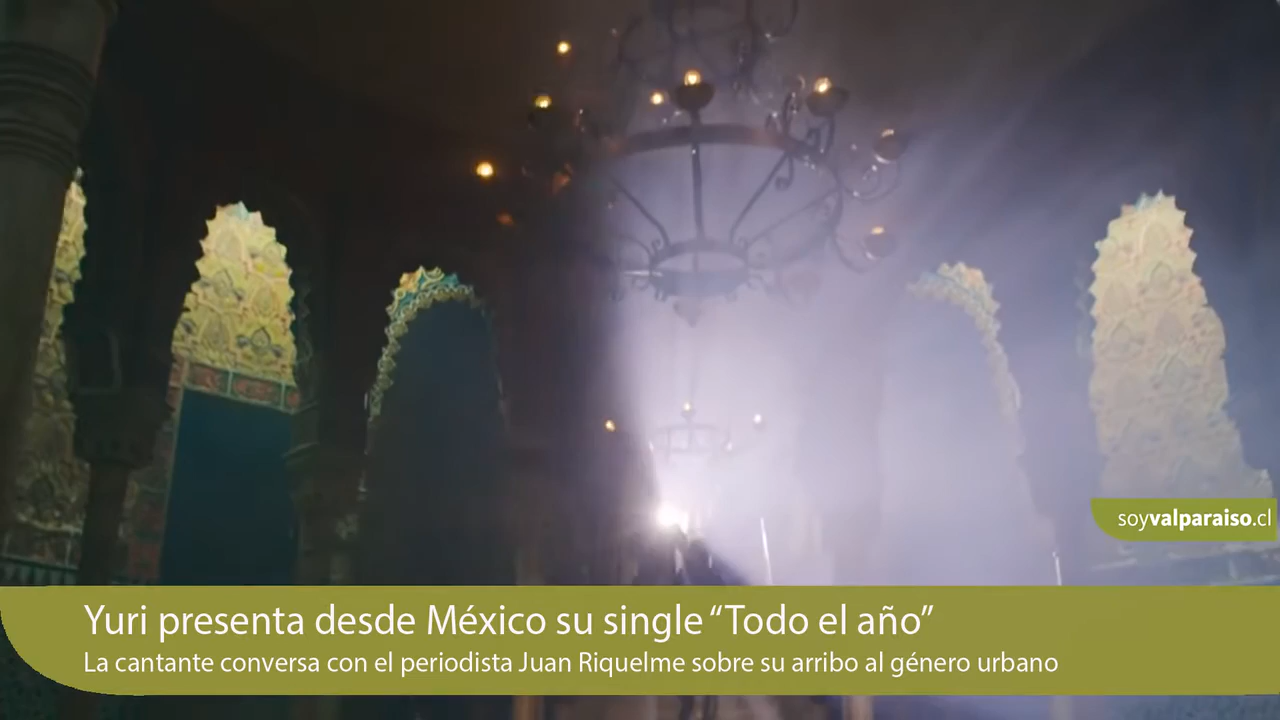 soyvalparaiso.cl
Yuri presenta desde México su single “Todo el año”
La cantante conversa con el periodista Juan Riquelme sobre su arribo al género urbano